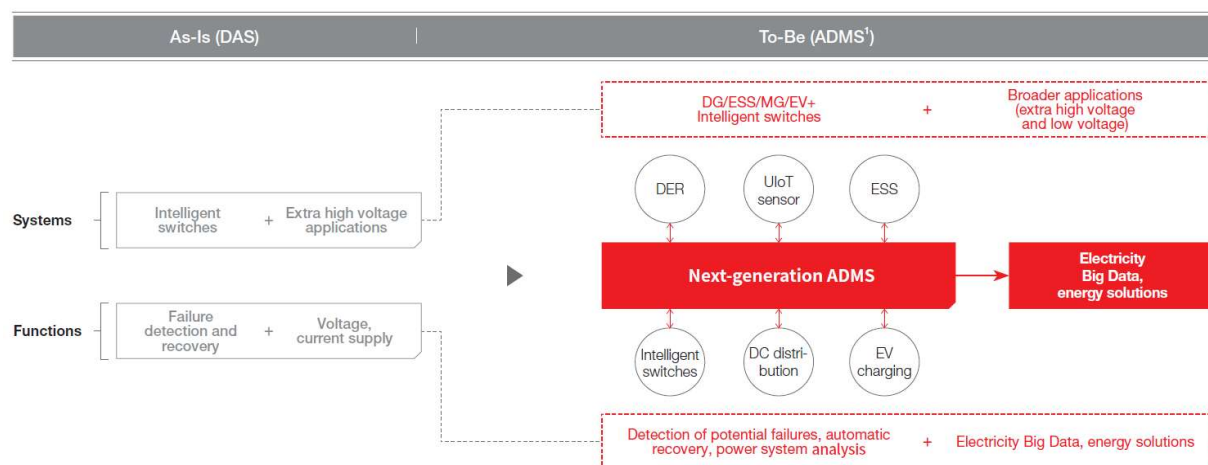 As-Is (DAS)
To-Be (ADMS¹)
DG/ESS/MG/EV+
Intelligent switches
+
Broader applications
(extra high voltage
and low voltage)
DER
UIoT
sensor
ESS
Systems
Intelligent
switches
+
Extra high voltage
applications
Next-generation ADMS
Electricity
Big Data,
energy solutions
Functions
Failure
detection and
recovery
+
Voltage,
current supply
Intelligent
switches
DC distri-
bution
EV
charging
Detection of potential failures, automatic
recovery, power system analysis
+
Electricity Big Data, energy solutions